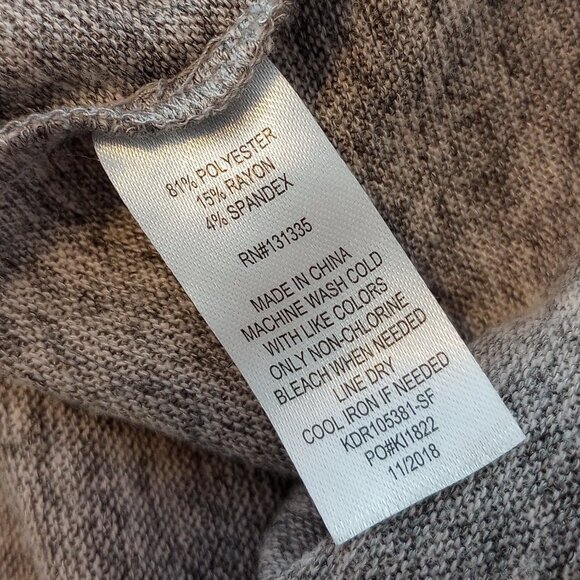 81% POLYESTER
15% RAYON
4% SPANDEX
RN#131335
MADE IN CHINA
MACHINE WASH COLD
WITH LIKE COLORS
ONLY NON-CHLORINE
BLEACH WHEN NEEDED
LINE DRY
COOL IRON IF NEEDED
KDR105381-SF
PO#KI1822
11/2018